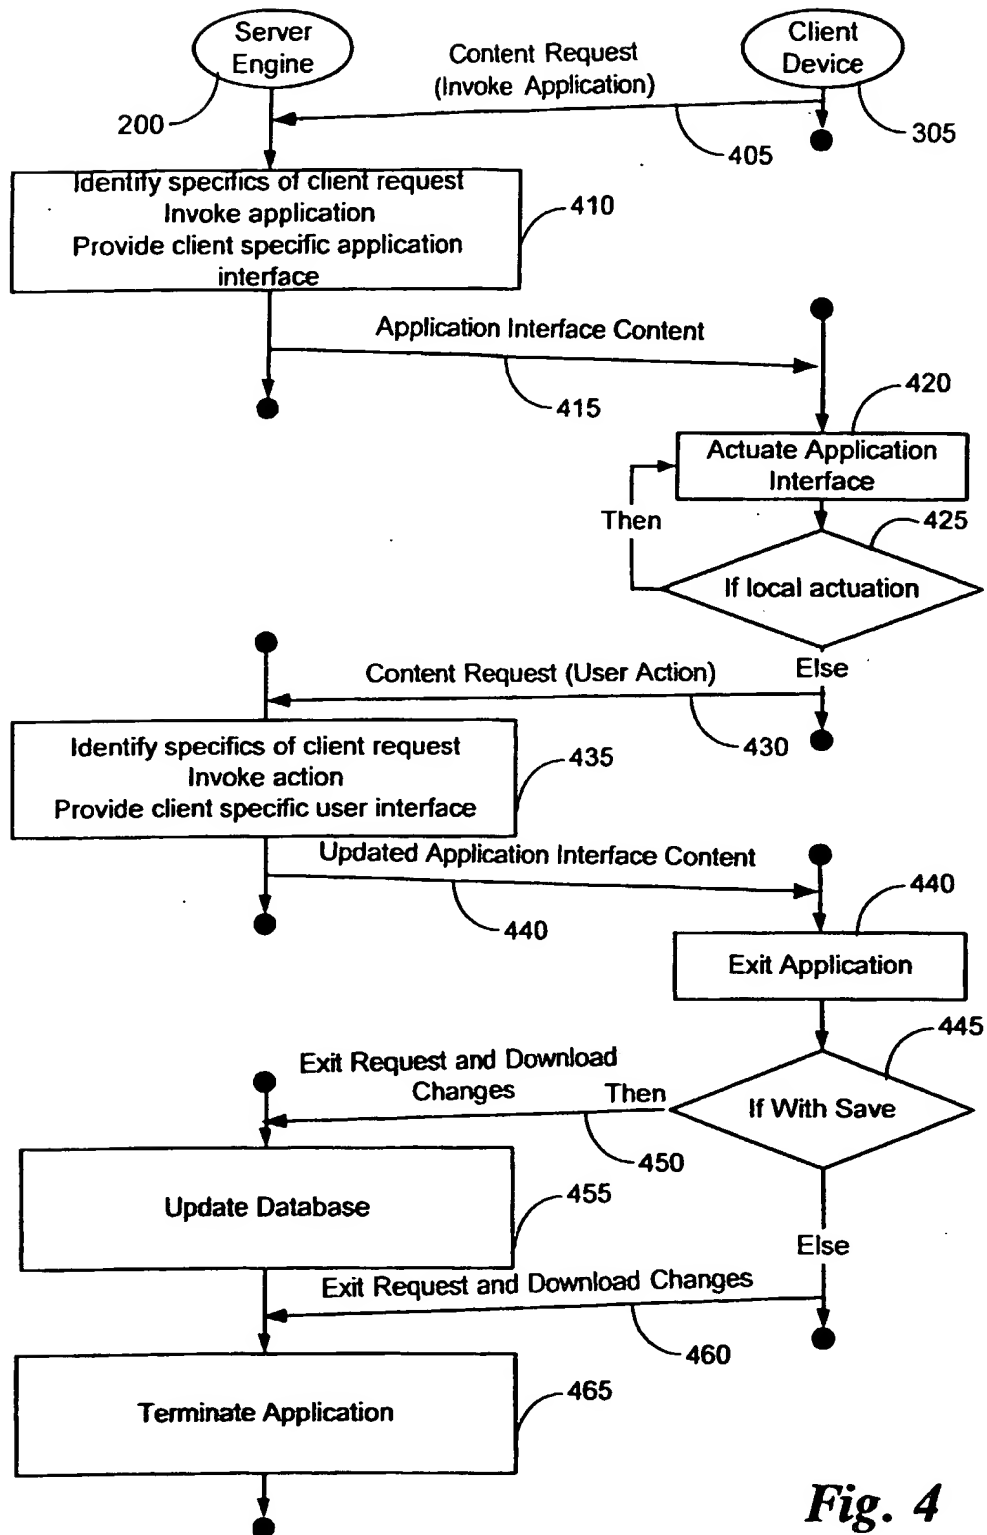 Server
Engine
Client
Device
Content Request
(Invoke Application)
200
405
305
Identify specifics of client request
Invoke application
Provide client specific application
interface
410
Application Interface Content
415
420
Actuate Application
Interface
Then
425
If local actuation
Else
Content Request (User Action)
430
Identify specifics of client request
Invoke action
Provide client specific user interface
435
Updated Application Interface Content
440
440
Exit Application
445
Exit Request and Download
Changes
Then
If With Save
450
Update Database
455
Else
Exit Request and Download Changes
460
Terminate Application
465
Fig. 4